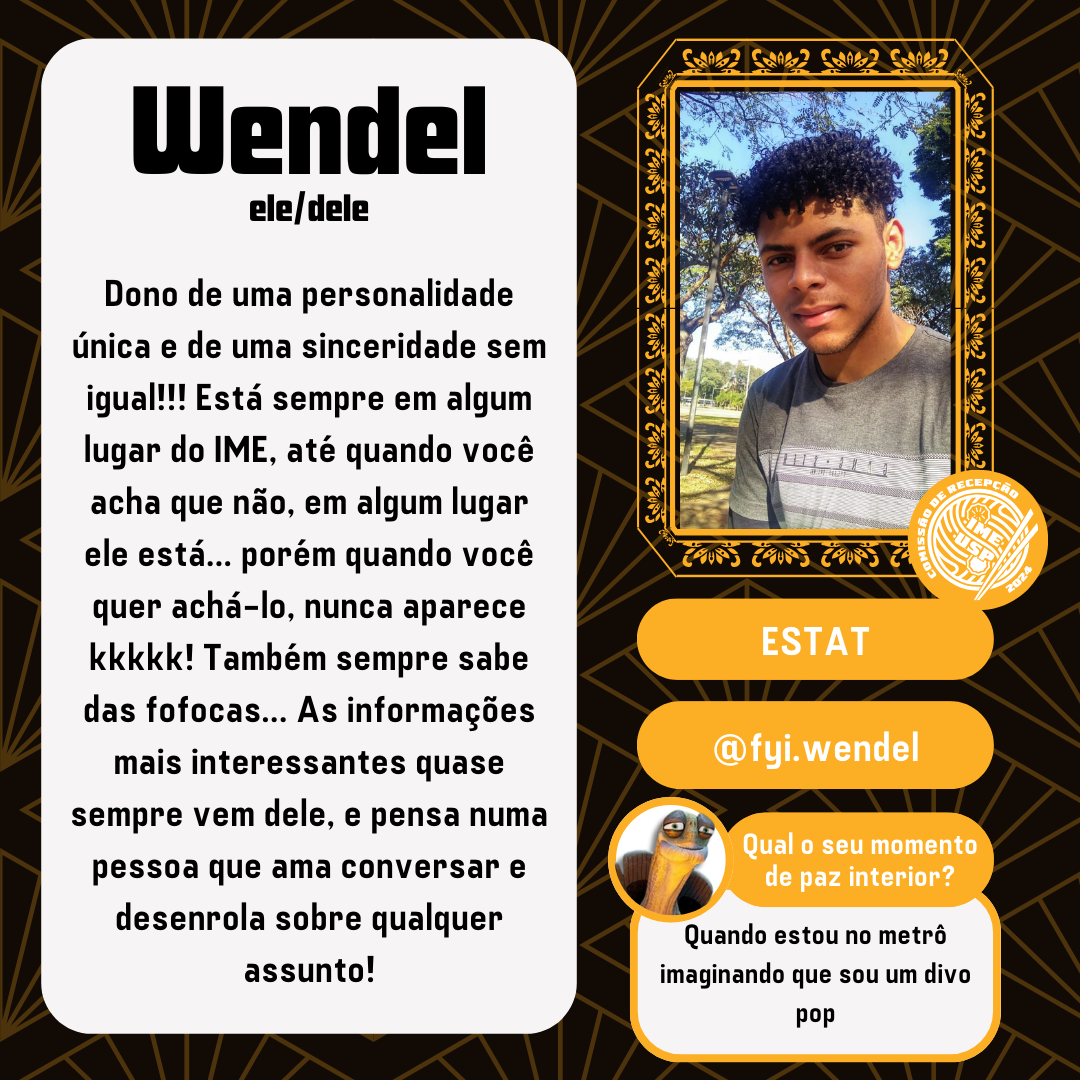 Wendel
ele/dele
Dono de uma personalidade
única e de uma sinceridade sem
igual!!! Está sempre em algum
lugar do IME, até quando você
acha que não, em algum lugar
ele está... porém quando você
quer achá-lo, nunca aparece
kkkkk! Também sempre sabe
das fofocas... As informações
mais interessantes quase
sempre vem dele, e pensa numa
pessoa que ama conversar e
desenrola sobre qualquer
assunto!
COMISSÃO DE RECEPÇÃO
IME
USP
2024
ESTAT
@fyi.wendel
Qual o seu momento
de paz interior?
Quando estou no metrô
imaginando que sou um divo
pop